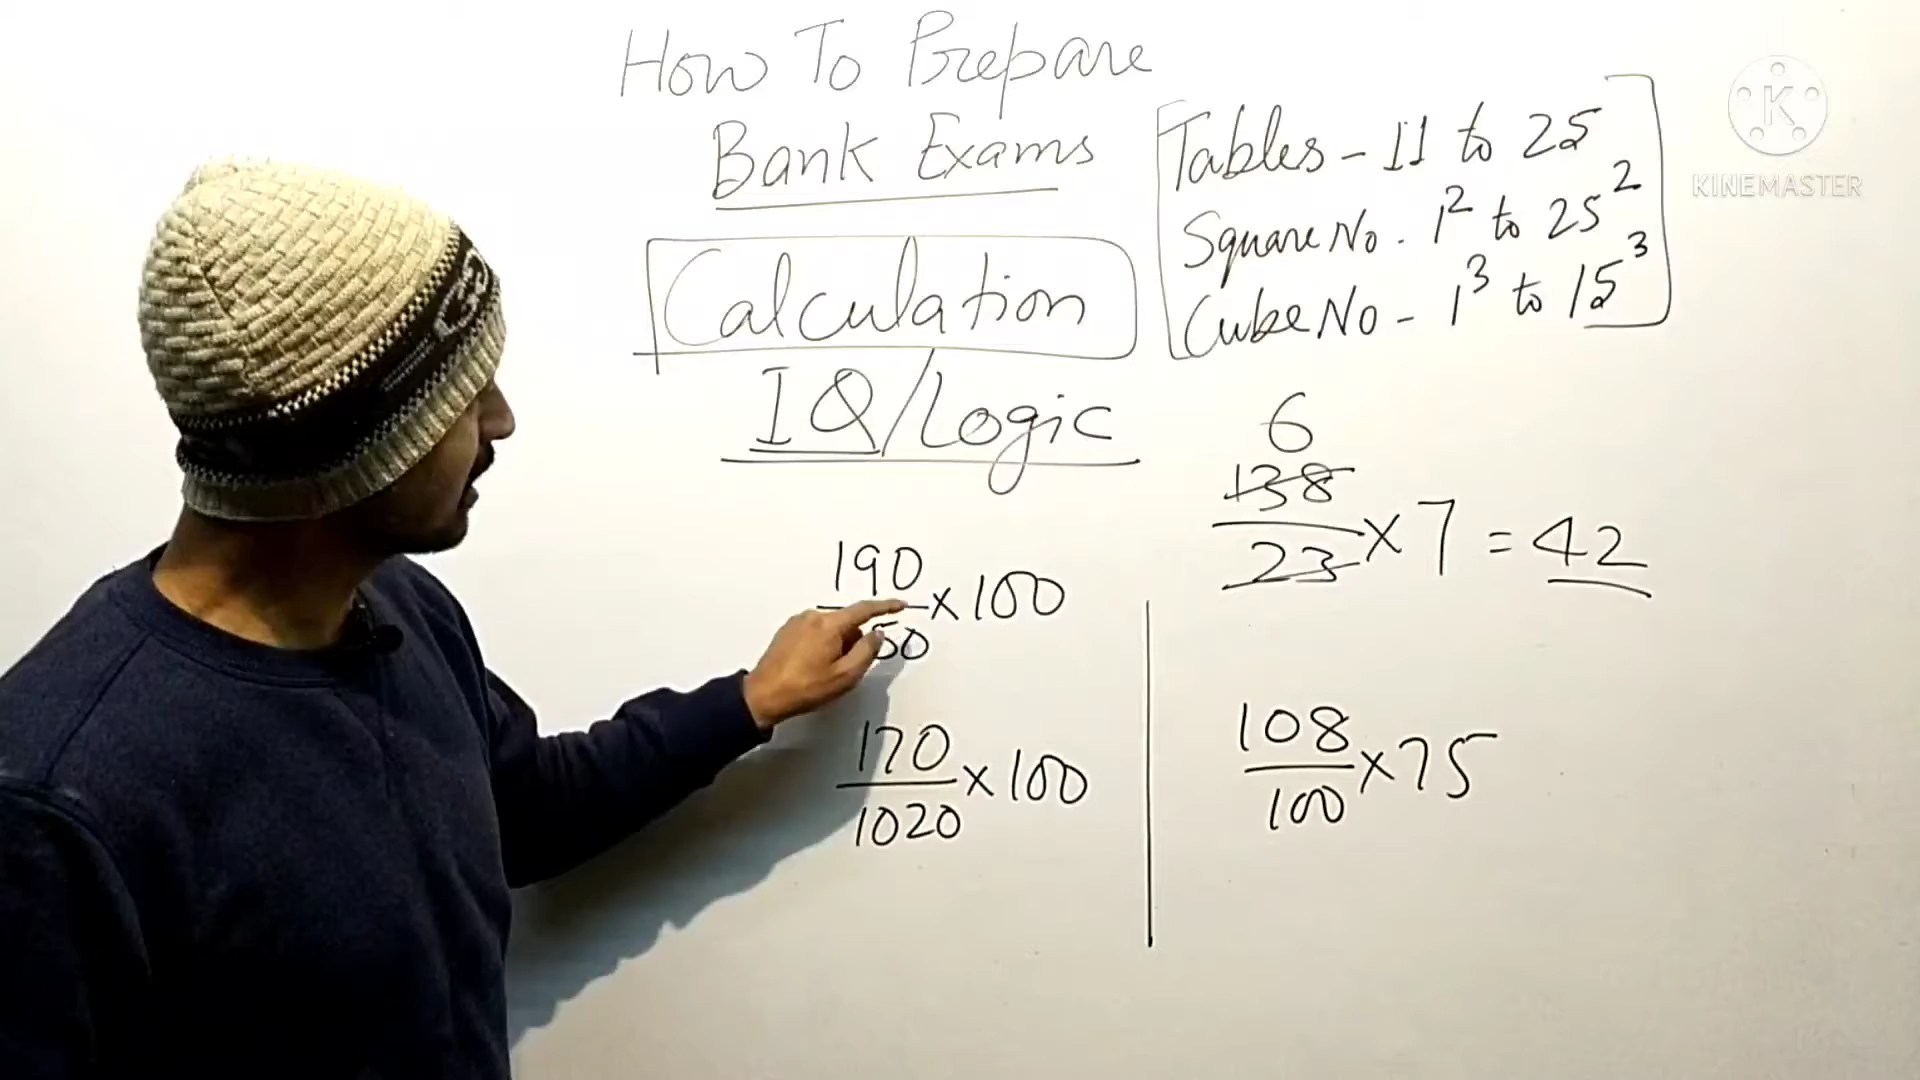 How To Prepare
Bank Exams
Calculation
IQ/Logic
Tables - 11 to 25
Square No. 1² to 25²
Cube No - 1³ to 15³
KINEMASTER
6
138
23
× 7 = 42
190
50
× 100
170
1020
× 100
108
100
× 75